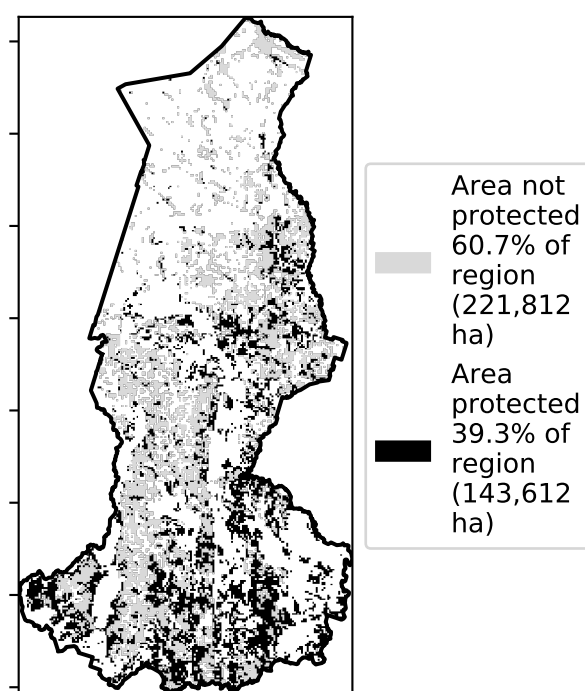 Area not
protected
60.7% of
region
(221,812
ha)
Area
protected
39.3% of
region
(143,612
ha)